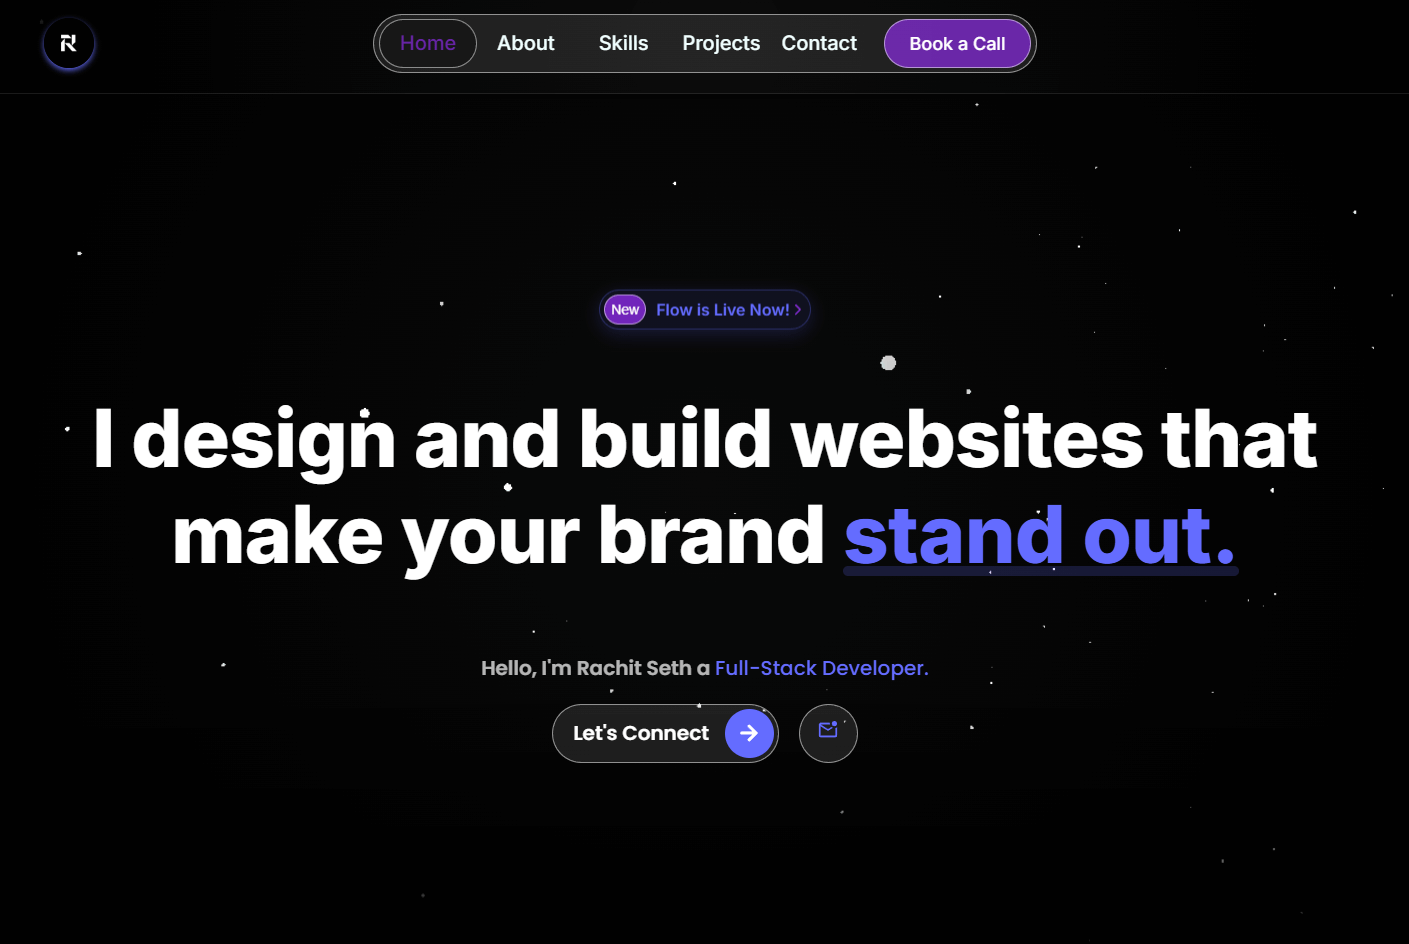 Home About Skills Projects Contact Book a Call
New Flow is Live Now!
I design and build websites that
make your brand stand out.
Hello, I'm Rachit Seth a Full-Stack Developer.
Let's Connect